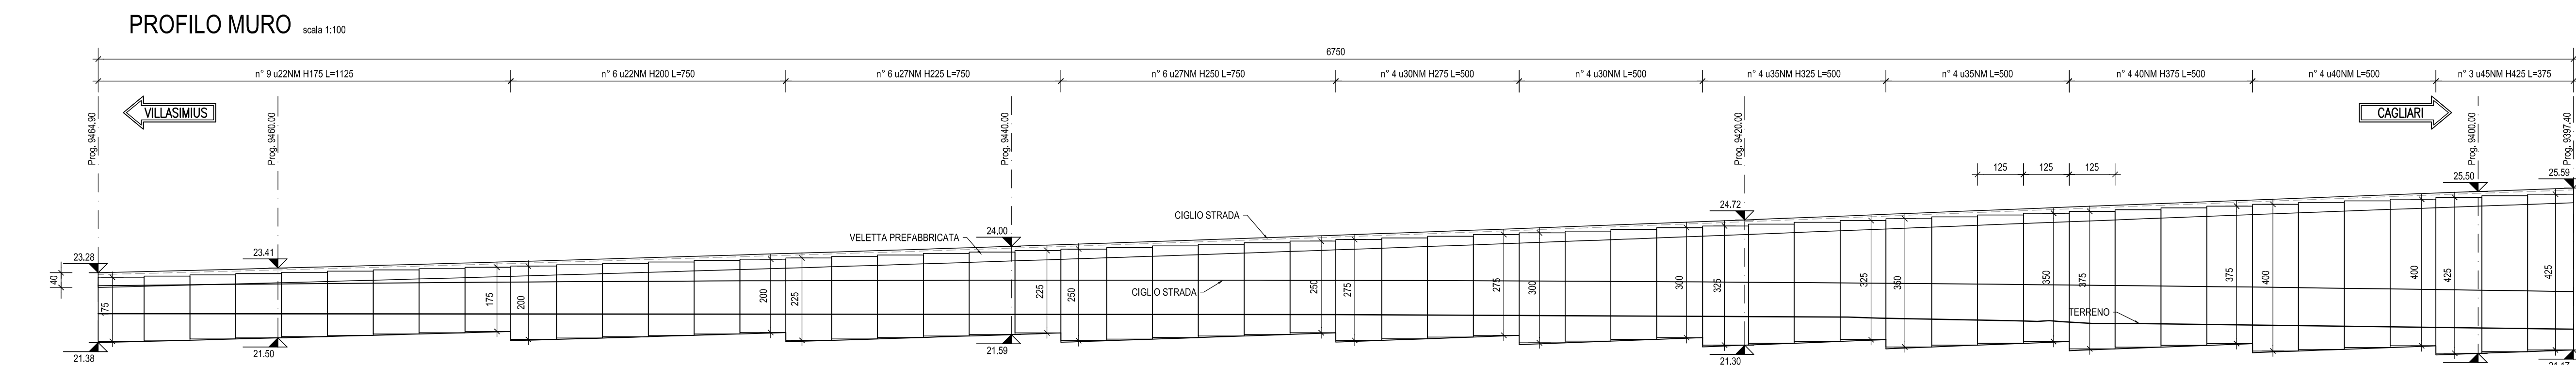 PROFILO MURO scala 1:100
6750
n° 9 u22NM H175 L=1125
n° 6 u22NM H200 L=750
n° 6 u27NM H225 L=750
n° 6 u27NM H250 L=750
n° 4 u30NM H275 L=500
n° 4 u30NM L=500
n° 4 u35NM H325 L=500
n° 4 u35NM L=500
n° 4 40NM H375 L=500
n° 4 u40NM L=500
n° 3 u45NM H425 L=375
VILLASIMIUS
CAGLIARI
Prog. 9464.90
Prog. 9460.00
Prog. 9440.00
Prog. 9420.00
Prog. 9400.00
Prog. 9397.40
125
125
125
23.28
23.41
24.00
24.72
25.50
25.59
VELETTA PREFABBRICATA
CIGLIO STRADA
CIGLIO STRADA
TERRENO
40
175
175
200
200
225
225
250
250
275
275
300
300
325
325
350
350
375
375
400
400
425
425
21.38
21.50
21.59
21.30